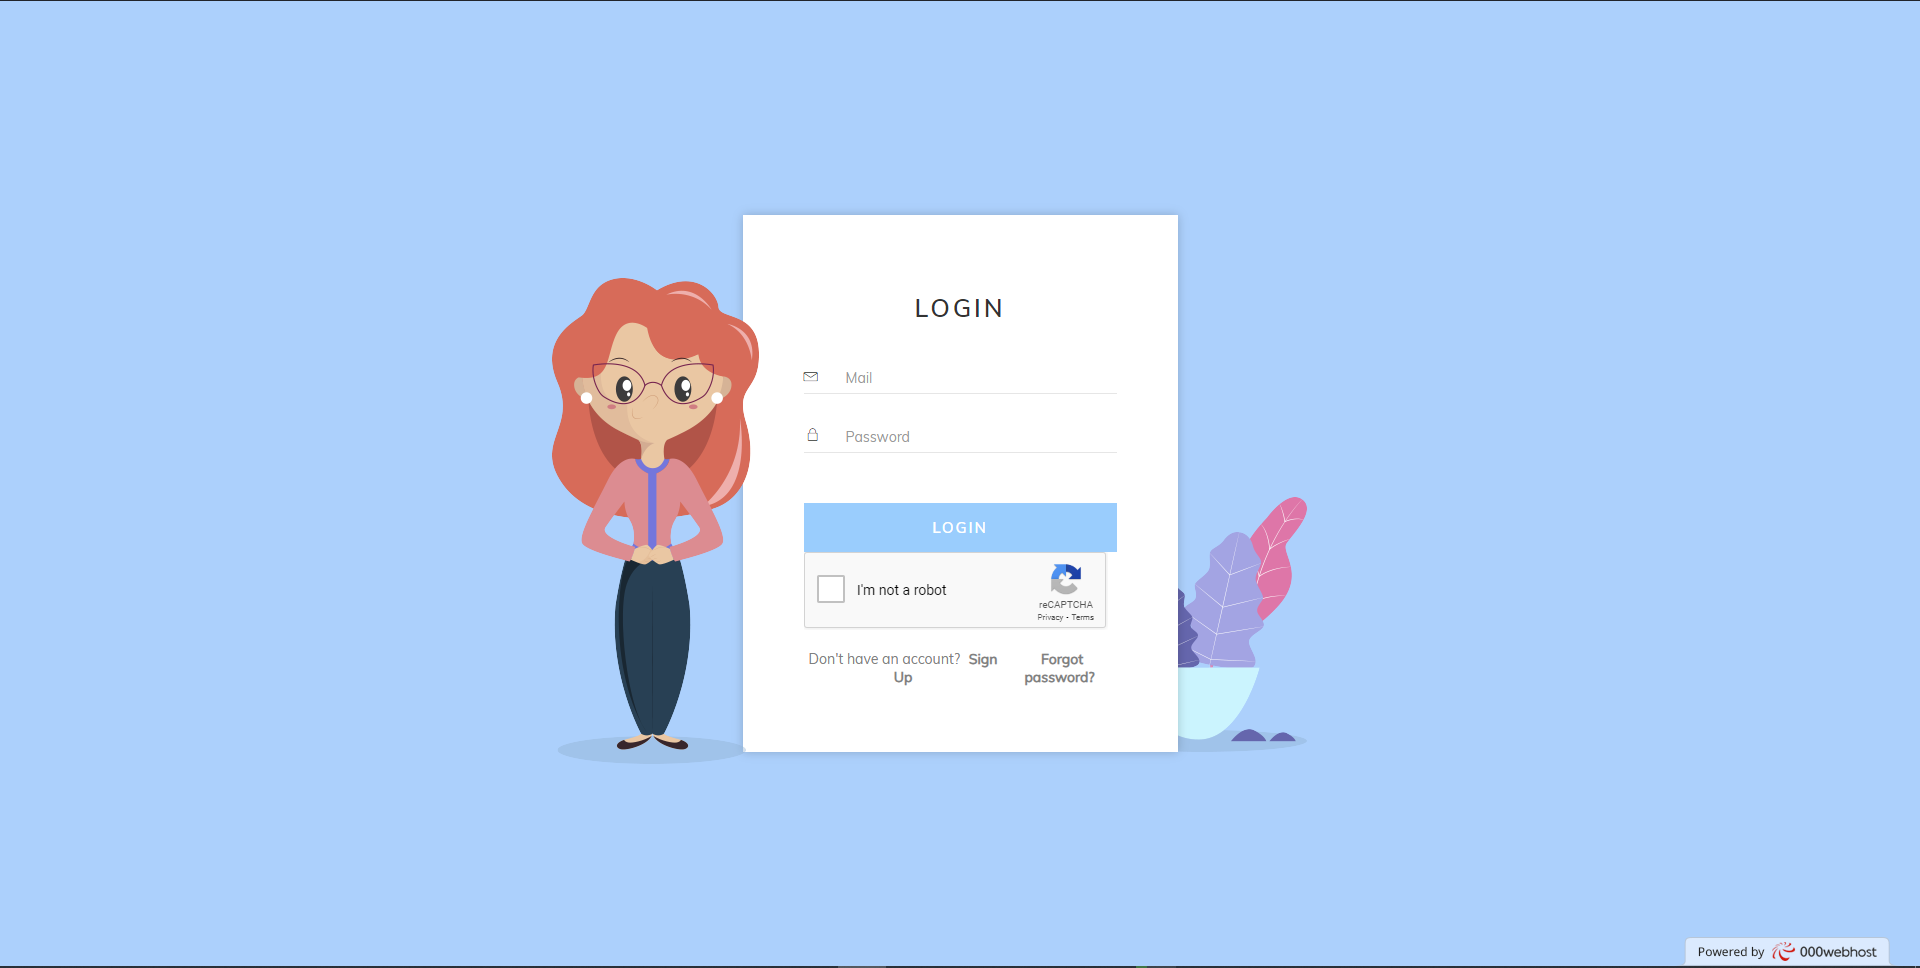 LOGIN
Mail
Password
LOGIN
I'm not a robot
reCAPTCHA
Privacy - Terms
Don't have an account? Sign Up
Forgot password?
Powered by 000webhost